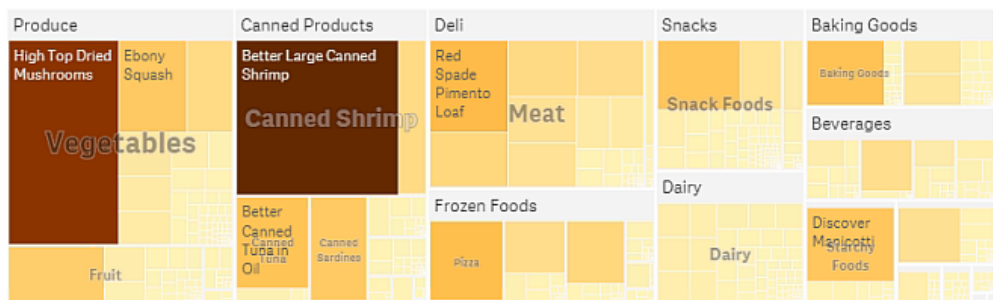 Produce
High Top Dried
Mushrooms
Ebony
Squash
Vegetables
Fruit
Canned Products
Better Large Canned
Shrimp
Canned Shrimp
Better
Canned
Tuna in
Oil
Canned
Tuna
Canned
Sardines
Deli
Red
Spade
Pimento
Loaf
Meat
Frozen Foods
Pizza
Snacks
Snack Foods
Dairy
Dairy
Baking Goods
Baking Goods
Beverages
Discover
Manicotti
Starchy
Foods